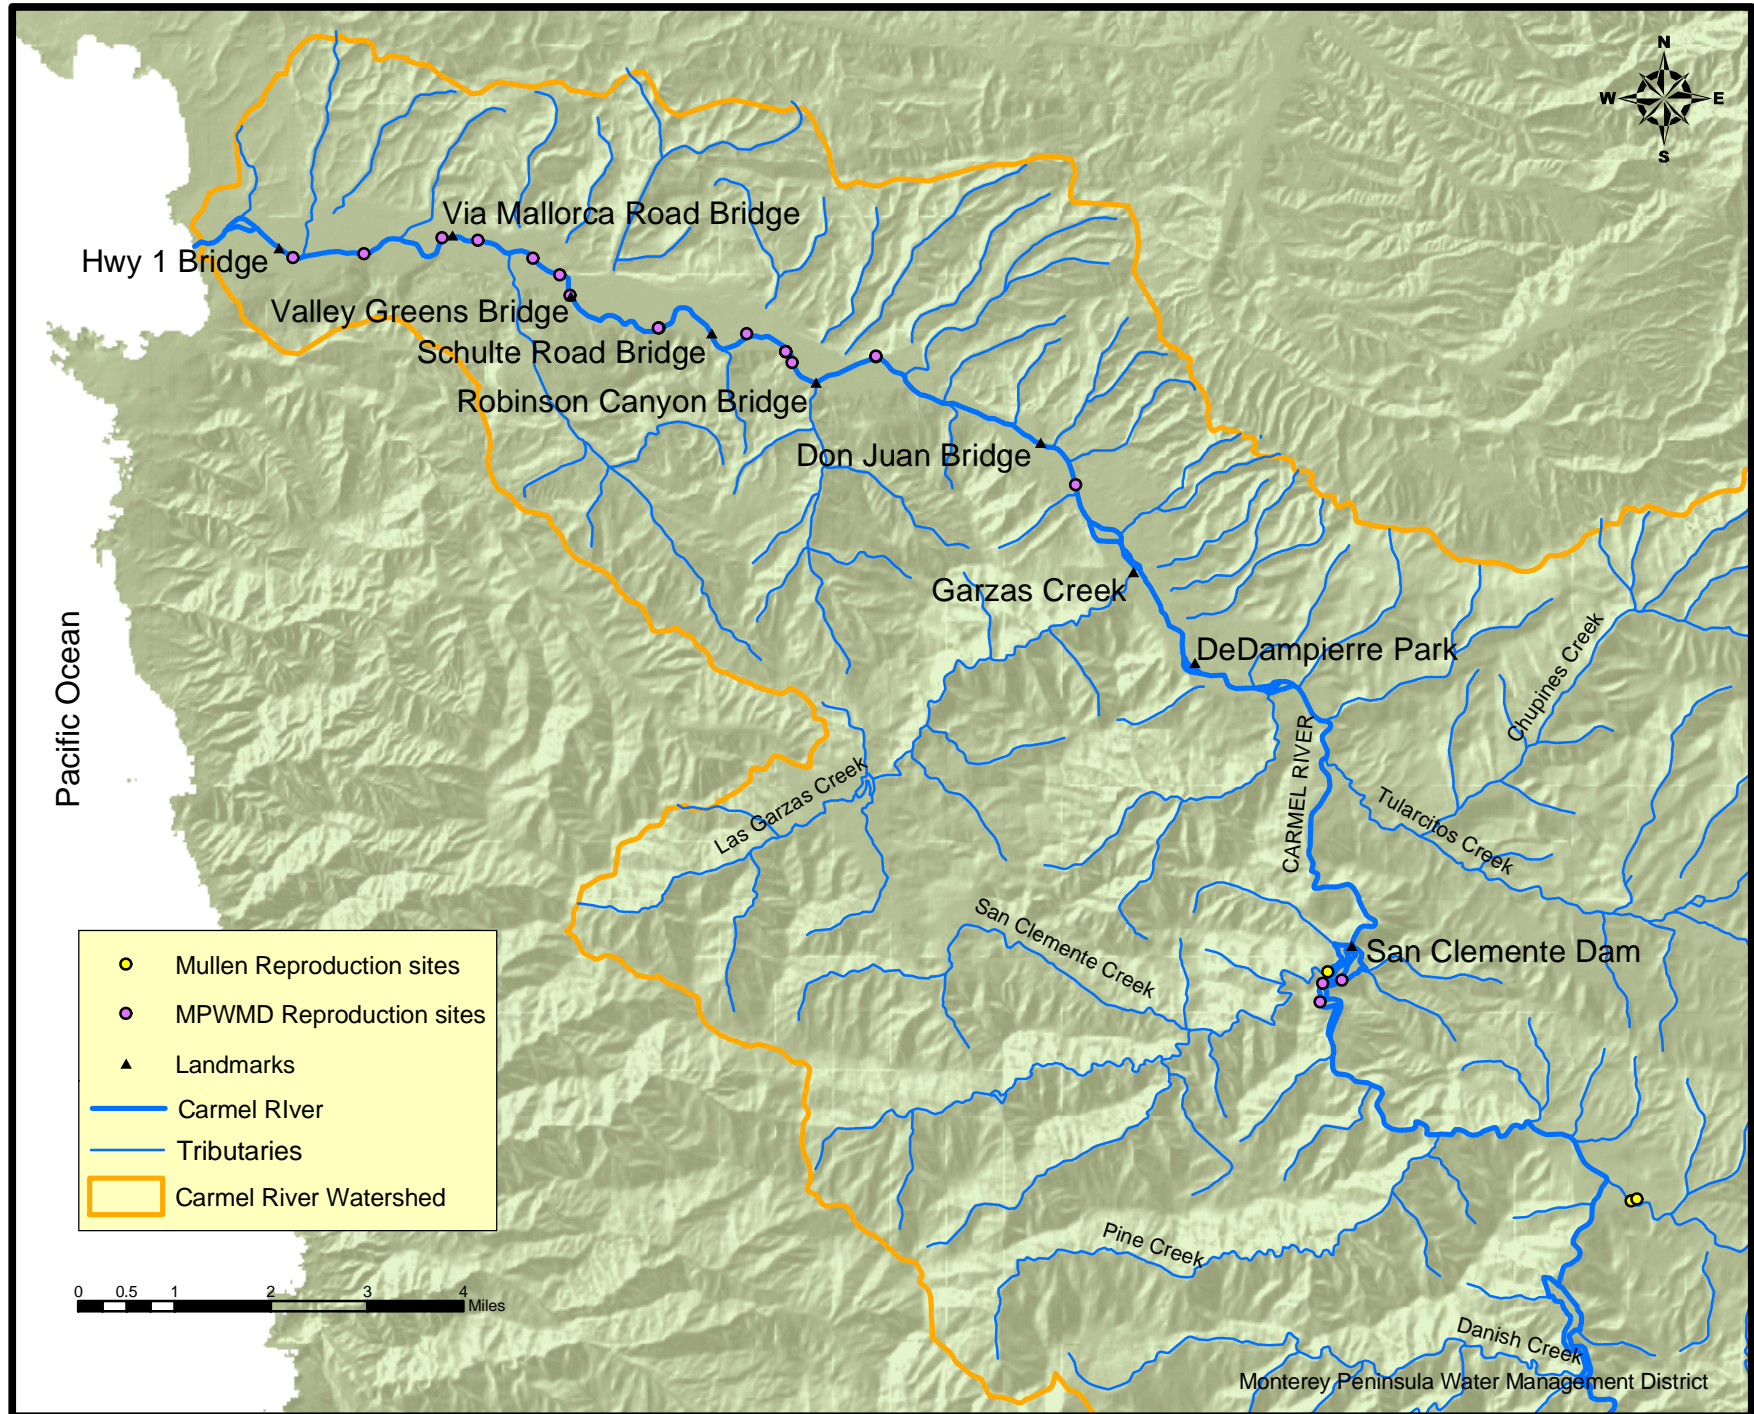 N
W
E
S
Via Mallorca Road Bridge
Hwy 1 Bridge
Valley Greens Bridge
Schulte Road Bridge
Robinson Canyon Bridge
Don Juan Bridge
Garzas Creek
DeDampierre Park
Chupines Creek
Pacific Ocean
CARMEL RIVER
Las Garzas Creek
Tularcitos Creek
San Clemente Creek
San Clemente Dam
Mullen Reproduction sites
MPWMD Reproduction sites
Landmarks
Carmel RIver
Tributaries
Carmel River Watershed
Pine Creek
0 0.5 1 2 3 4
Miles
Danish Creek
Monterey Peninsula Water Management District